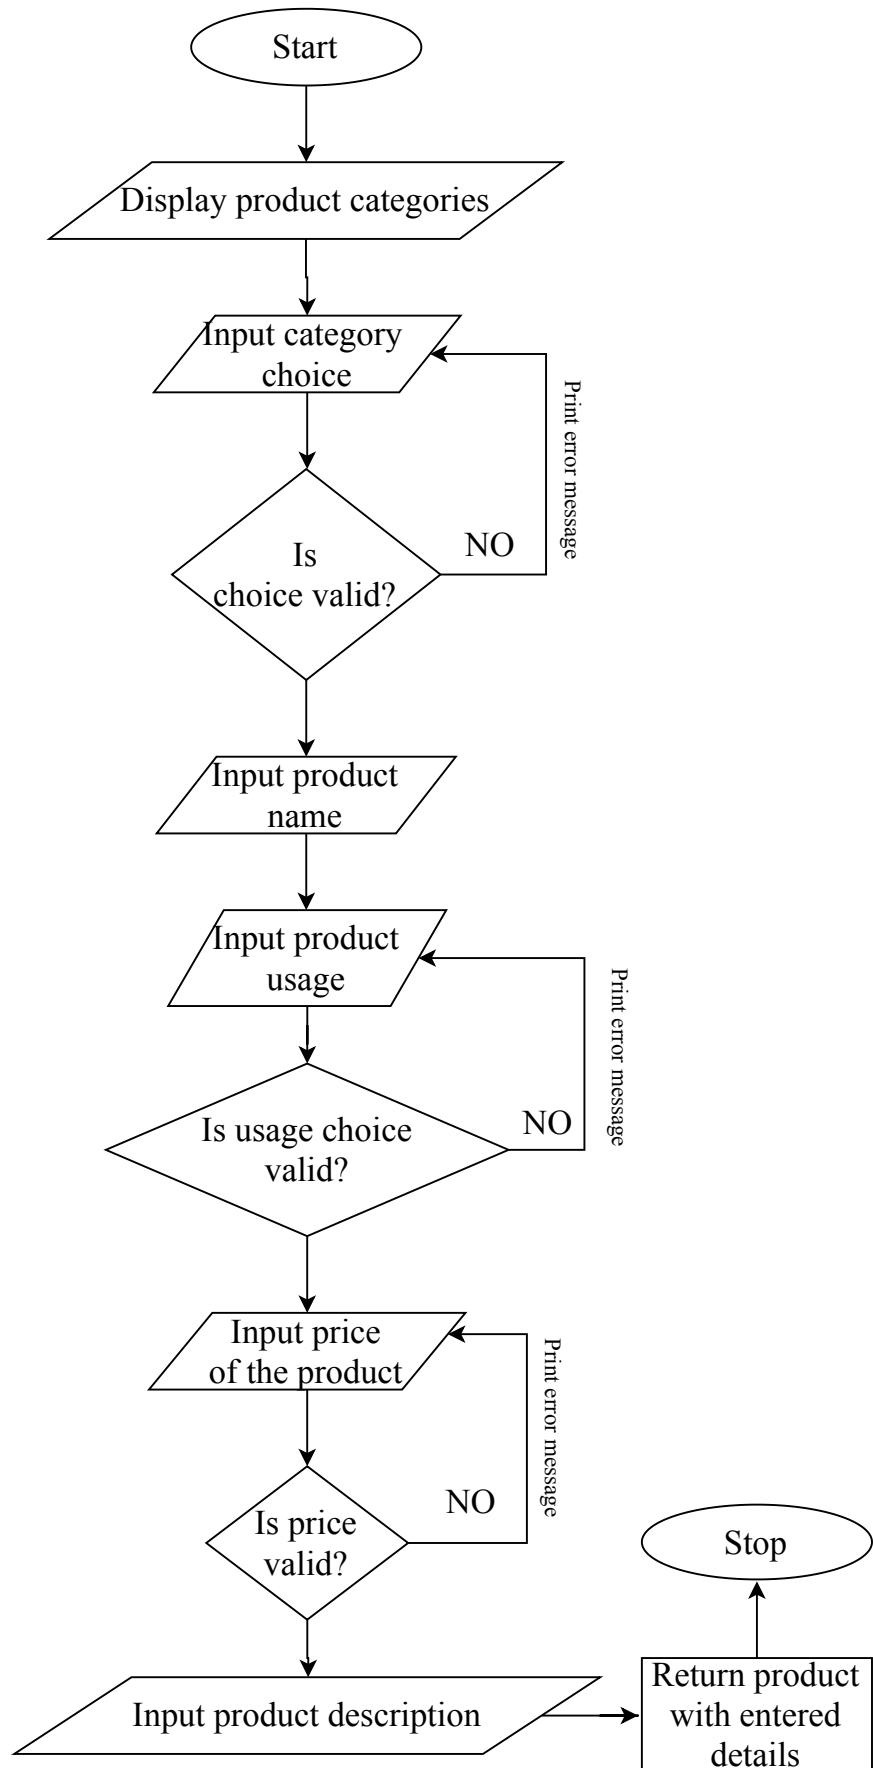 Start
Display product categories
Input category
choice
Print error message
NO
Is
choice valid?
Input product
name
Input product
usage
Print error message
NO
Is usage choice
valid?
Input price
of the product
Print error message
NO
Is price
valid?
Stop
Input product description
Return product
with entered
details